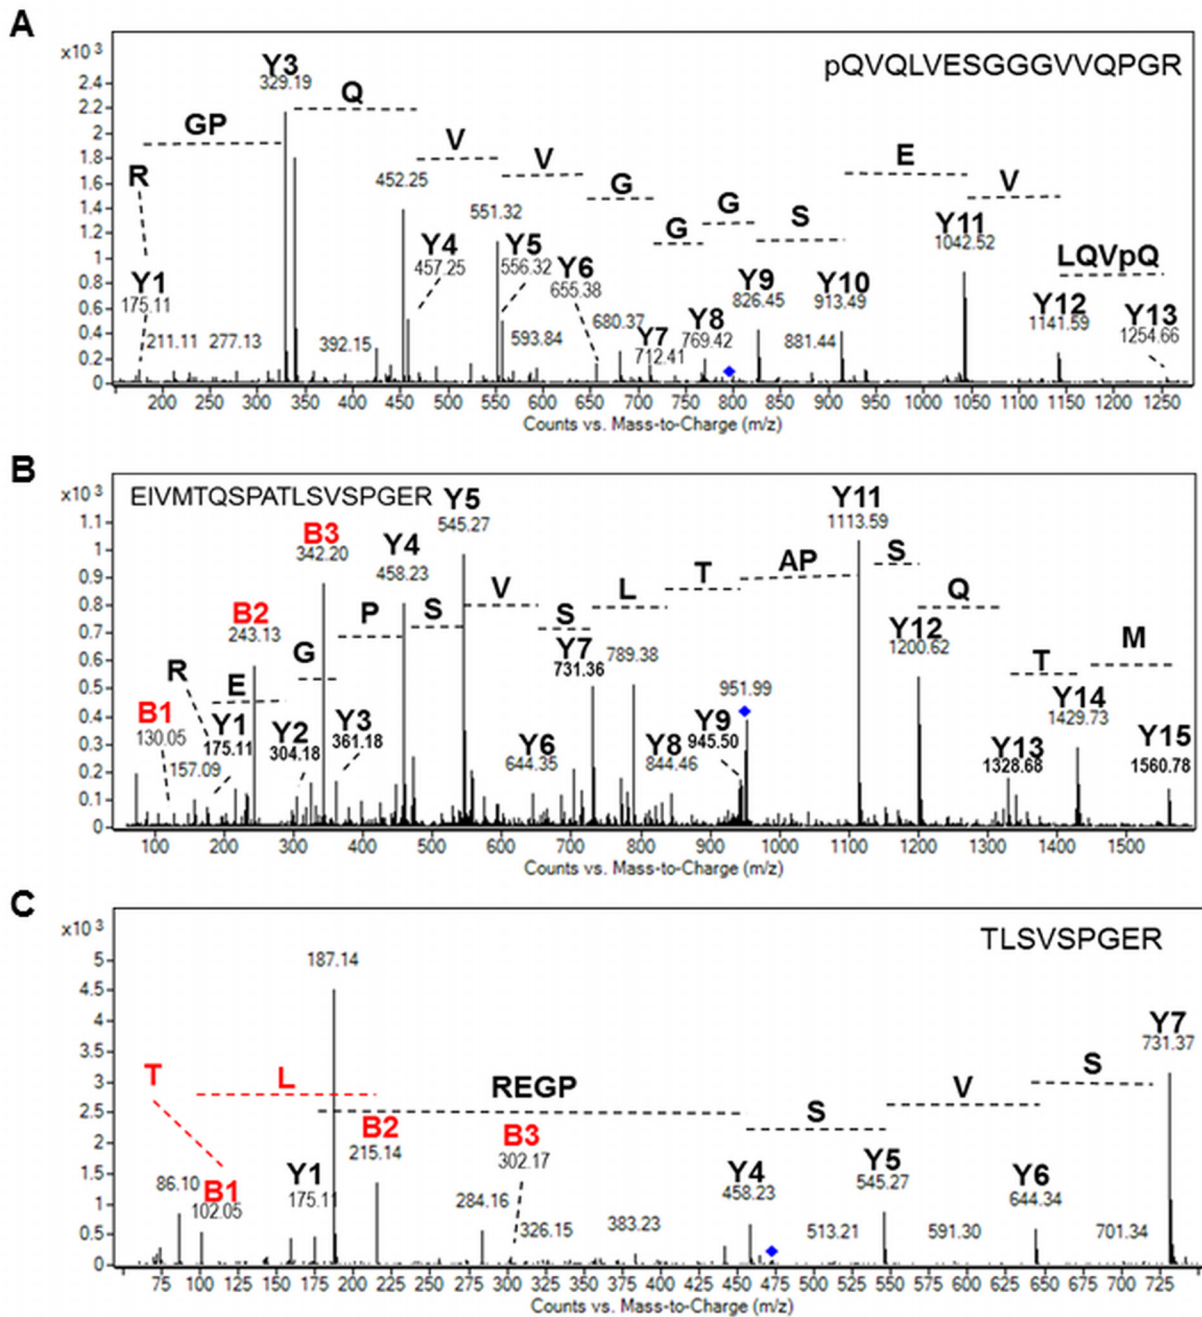 A
x10 3
pQVQLVESGGGVVQPGR
Y3
329.19
Q
GP
R
V
V
G
G
G
S
E
V
LQVpQ
452.25
551.32
Y1
175.11
Y4
457.25
Y5
556.32
Y6
655.38
Y7
712.41
Y8
769.42
Y9
826.45
Y10
913.49
Y11
1042.52
Y12
1141.59
Y13
1254.66
211.11
277.13
392.15
593.84
680.37
881.44
2.4
2.2
2
1.8
1.6
1.4
1.2
1
0.8
0.6
0.4
0.2
0
200 250 300 350 400 450 500 550 600 650 700 750 800 850 900 950 1000 1050 1100 1150 1200 1250
Counts vs. Mass-to-Charge (m/z)
B
x10 3
EIVMTQSPATLSVSPGER
Y5
545.27
B3
342.20
Y4
458.23
B2
243.13
R
E
G
P
S
V
S
L
T
AP
S
Q
T
M
B1
130.05
157.09
Y1
175.11
Y2
304.18
Y3
361.18
Y6
644.35
Y7
731.36
789.38
Y8
844.46
Y9
945.50
951.99
Y11
1113.59
Y12
1200.62
Y13
1328.68
Y14
1429.73
Y15
1560.78
1.1
1
0.9
0.8
0.7
0.6
0.5
0.4
0.3
0.2
0.1
0
100 200 300 400 500 600 700 800 900 1000 1100 1200 1300 1400 1500
Counts vs. Mass-to-Charge (m/z)
C
x10 3
TLSVSPGER
187.14
T
L
REGP
S
V
S
86.10
B1
102.05
Y1
175.11
B2
215.14
284.16
B3
302.17
326.15
383.23
Y4
458.23
513.21
Y5
545.27
591.30
Y6
644.34
701.34
Y7
731.37
5
4.5
4
3.5
3
2.5
2
1.5
1
0.5
0
75 100 125 150 175 200 225 250 275 300 325 350 375 400 425 450 475 500 525 550 575 600 625 650 675 700 725
Counts vs. Mass-to-Charge (m/z)